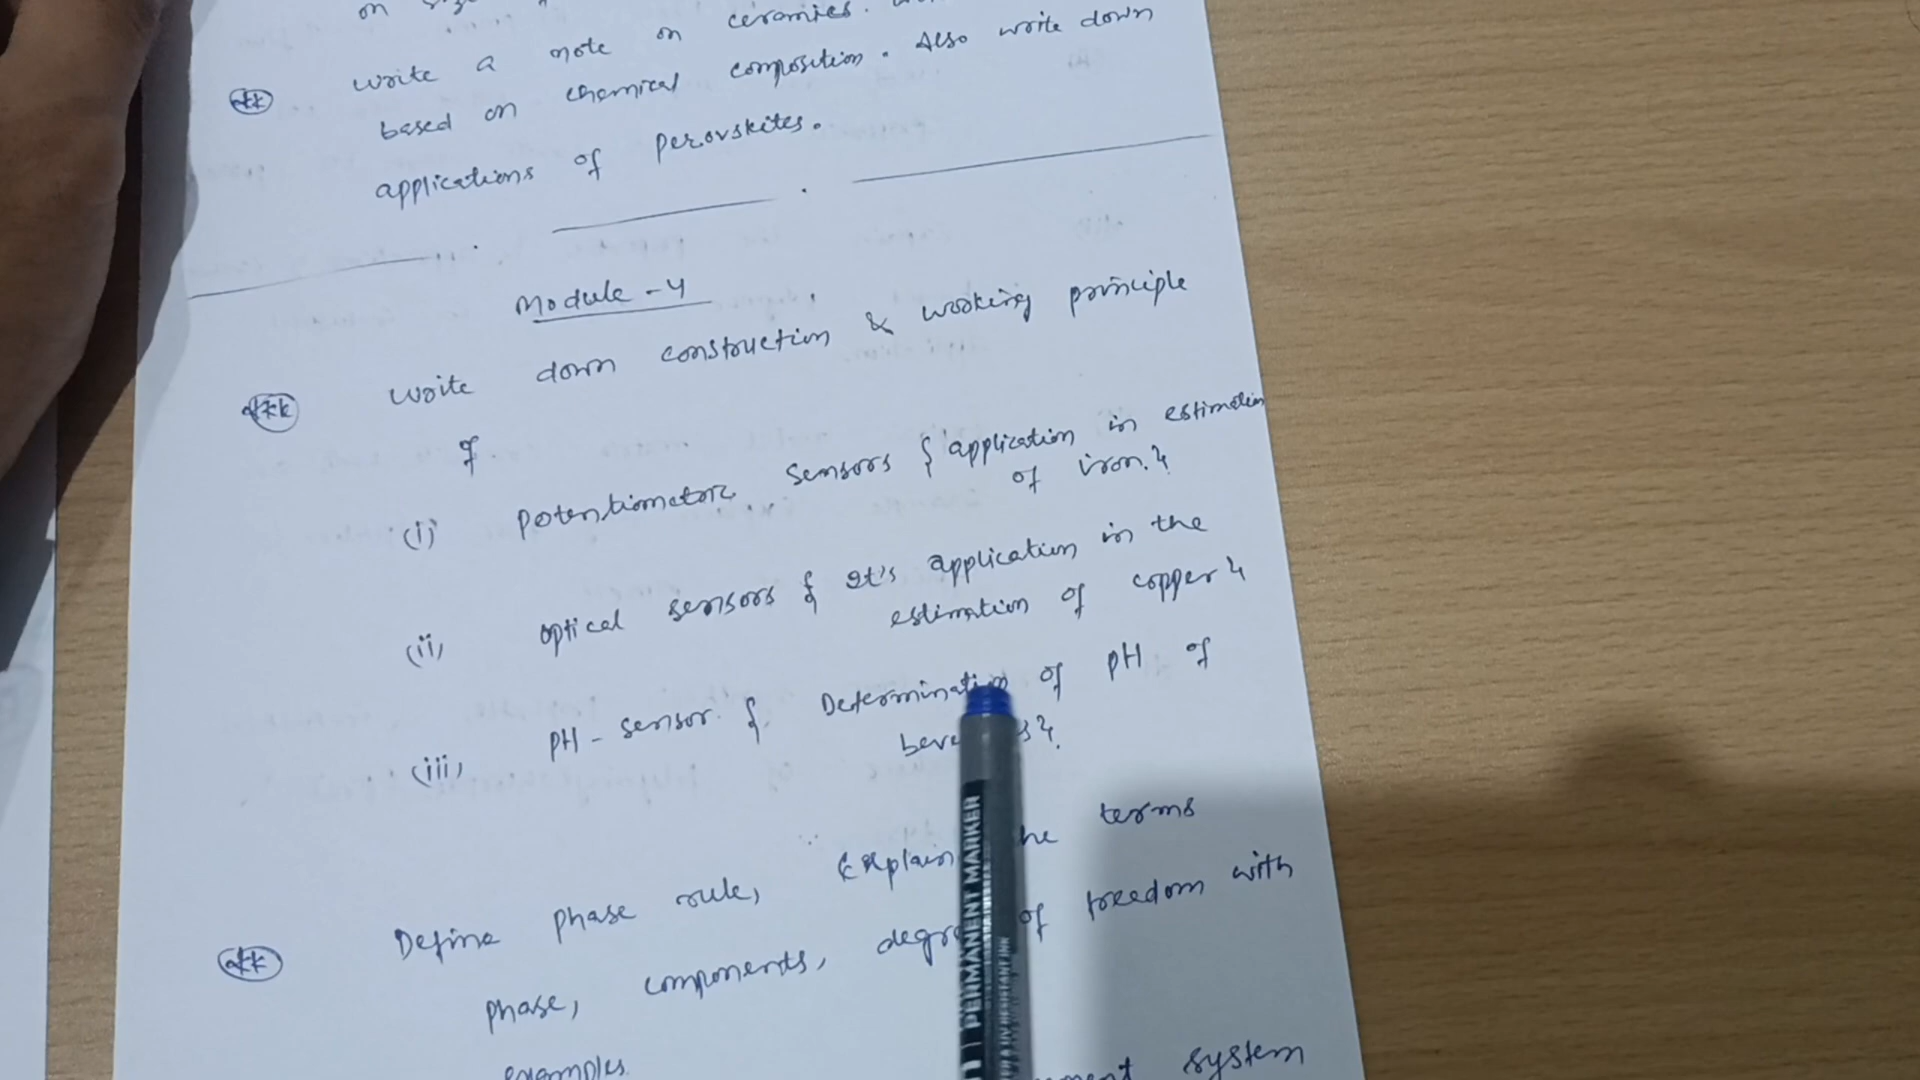 on
write a note on ceramics.
** based on chemical composition. Also write down
applications of perovskites.
Module - 4
** write down construction & working principle
of
(i) potentiometric sensors & application in estimation
of iron.
(ii) optical sensors & It's application in the
estimation of copper
(iii) pH - sensor & Determination of pH of
** Define phase rule, Explain terms
phase, components, of freedom with
examples.
system
PERMANENT MARKER